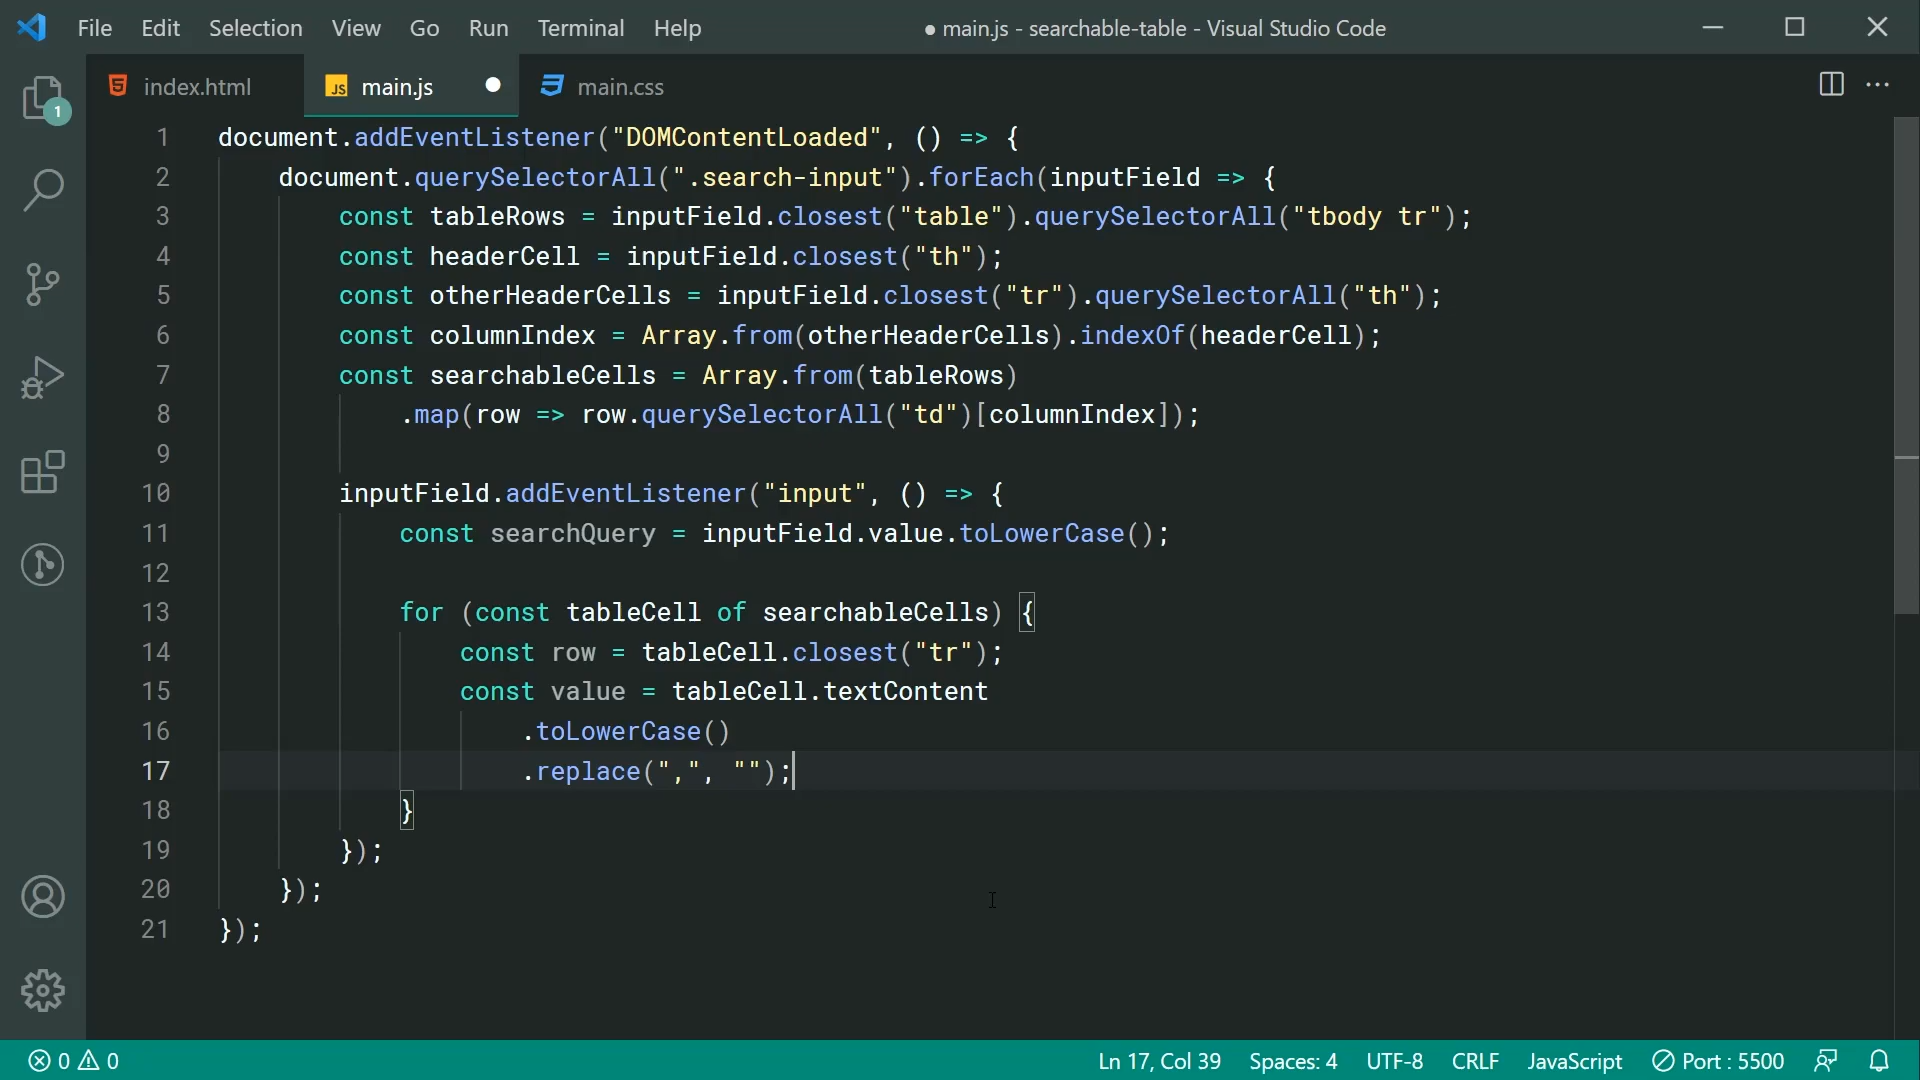 File Edit Selection View Go Run Terminal Help ● main.js - searchable-table - Visual Studio Code
index.html JS main.js ● main.css
1
1 document.addEventListener("DOMContentLoaded", () => {
2     document.querySelectorAll(".search-input").forEach(inputField => {
3         const tableRows = inputField.closest("table").querySelectorAll("tbody tr");
4         const headerCell = inputField.closest("th");
5         const otherHeaderCells = inputField.closest("tr").querySelectorAll("th");
6         const columnIndex = Array.from(otherHeaderCells).indexOf(headerCell);
7         const searchableCells = Array.from(tableRows)
8             .map(row => row.querySelectorAll("td")[columnIndex]);
9
10         inputField.addEventListener("input", () => {
11             const searchQuery = inputField.value.toLowerCase();
12
13             for (const tableCell of searchableCells) {
14                 const row = tableCell.closest("tr");
15                 const value = tableCell.textContent
16                     .toLowerCase()
17                     .replace(",", "");
18             }
19         });
20     });
21 });
0 0 Ln 17, Col 39 Spaces: 4 UTF-8 CRLF JavaScript Port : 5500